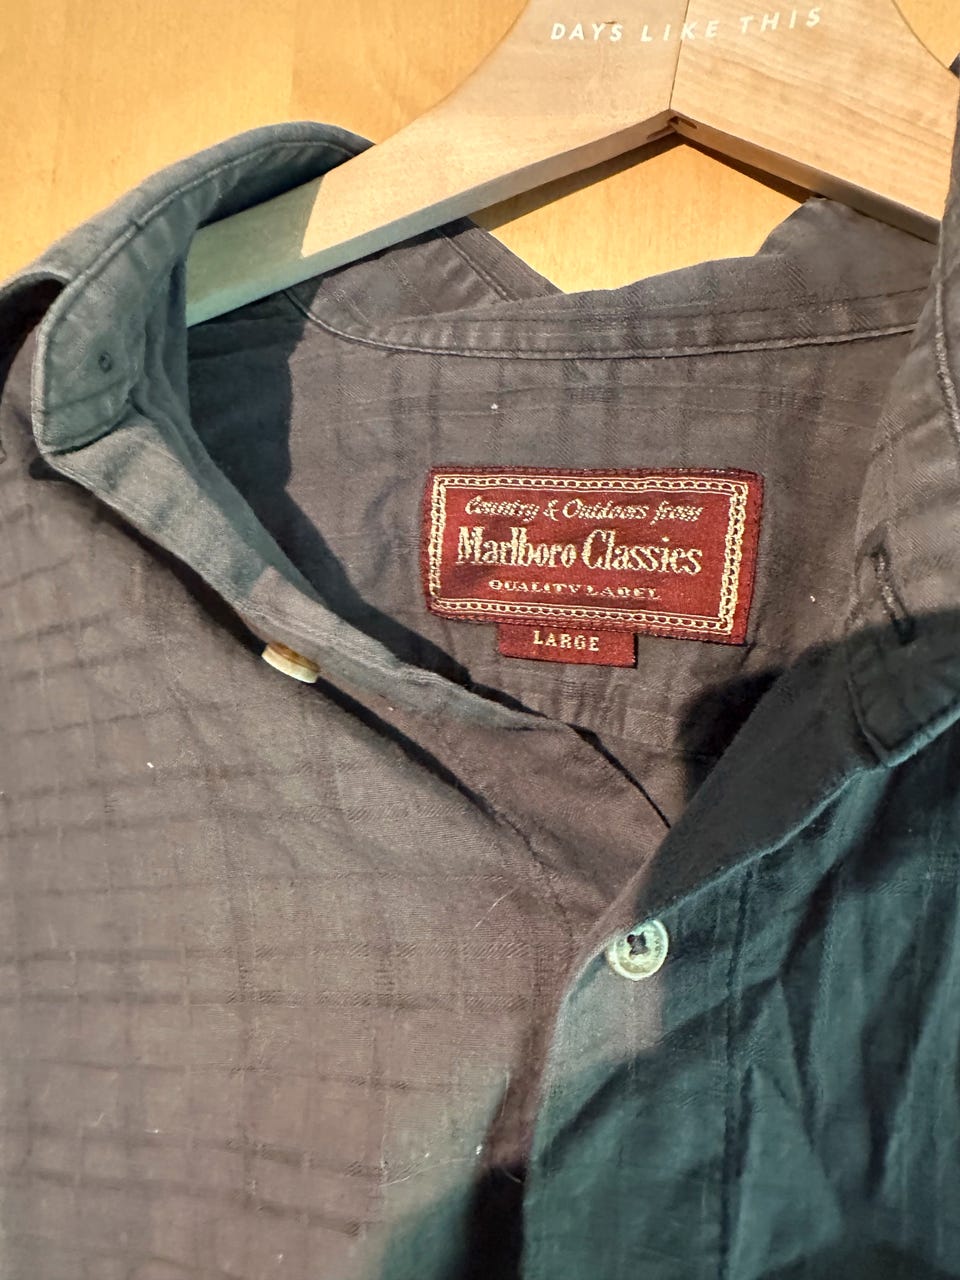 DAYS LIKE THIS
Country & Outdoors from
Marlboro Classics
QUALITY LABEL
LARGE